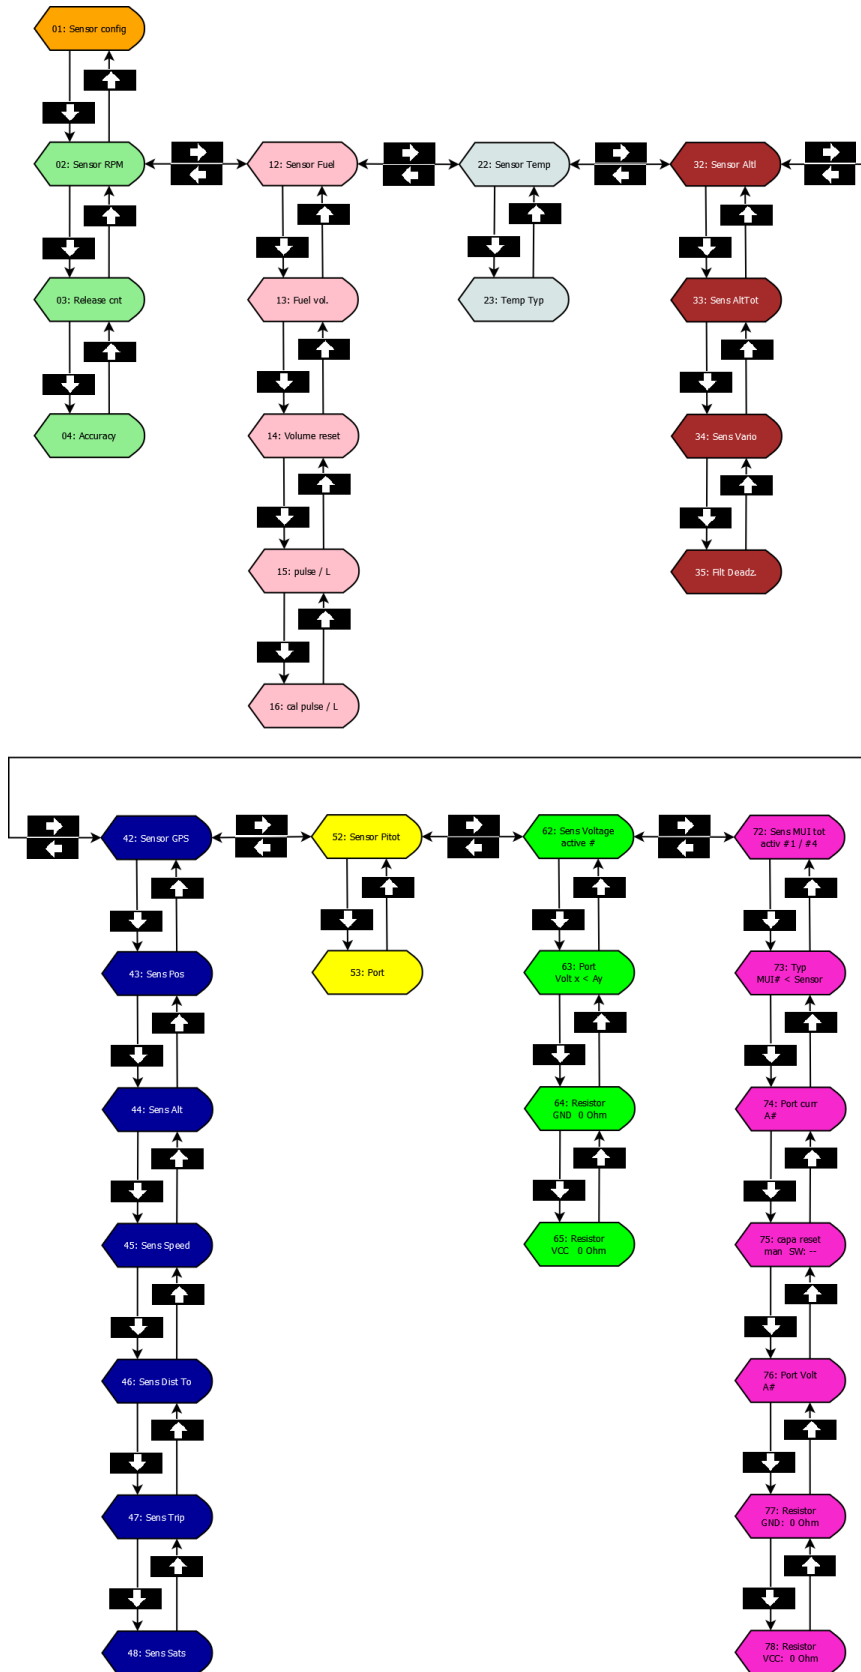 01: Sensor config
02: Sensor RPM
12: Sensor Fuel
22: Sensor Temp
32: Sensor Altl
03: Release cnt
13: Fuel vol.
23: Temp Typ
33: Sens AltTot
04: Accuracy
14: Volume reset
34: Sens Vario
15: pulse / L
35: Filt Deadz.
16: cal pulse / L
42: Sensor GPS
52: Sensor Pitot
62: Sens Voltage
active #
72: Sens MUI tot
activ #1 / #4
43: Sens Pos
53: Port
63: Port
Volt x < Ay
73: Typ
MUI# < Sensor
44: Sens Alt
64: Resistor
GND 0 Ohm
74: Port curr
A#
45: Sens Speed
65: Resistor
VCC 0 Ohm
75: capa reset
man SW: --
46: Sens Dist To
76: Port Volt
A#
47: Sens Trip
77: Resistor
GND: 0 Ohm
48: Sens Sats
78: Resistor
VCC: 0 Ohm